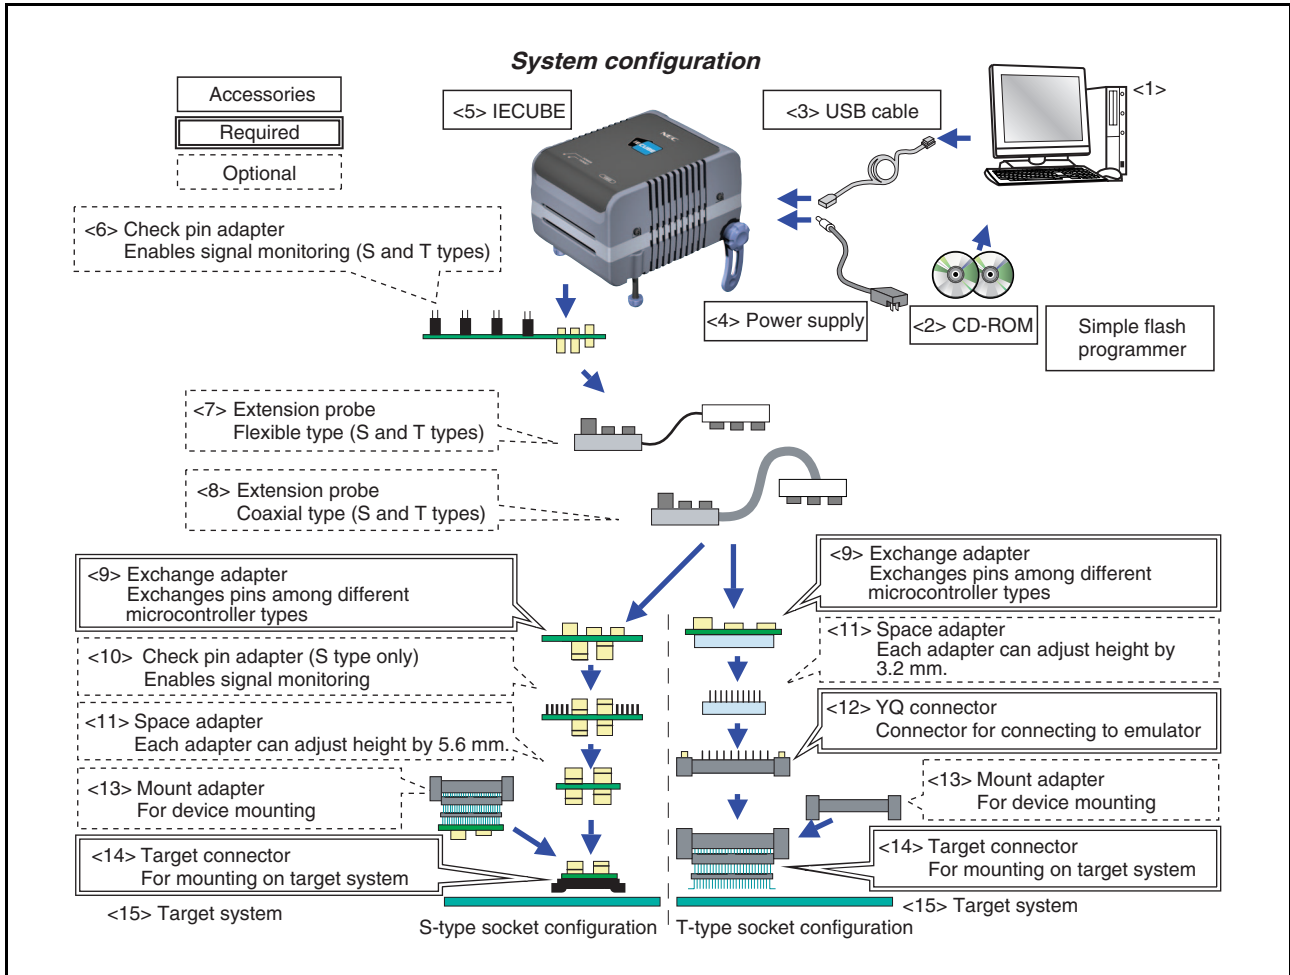 System configuration
Accessories
Required
Optional
<5> IECUBE
<3> USB cable
<1>
NEC
<6> Check pin adapter
Enables signal monitoring (S and T types)
<4> Power supply
<2> CD-ROM
Simple flash
programmer
<7> Extension probe
Flexible type (S and T types)
<8> Extension probe
Coaxial type (S and T types)
<9> Exchange adapter
Exchanges pins among different
microcontroller types
<10> Check pin adapter (S type only)
Enables signal monitoring
<11> Space adapter
Each adapter can adjust height by 5.6 mm.
<13> Mount adapter
For device mounting
<14> Target connector
For mounting on target system
<15> Target system
S-type socket configuration
<9> Exchange adapter
Exchanges pins among different
microcontroller types
<11> Space adapter
Each adapter can adjust height by
3.2 mm.
<12> YQ connector
Connector for connecting to emulator
<13> Mount adapter
For device mounting
<14> Target connector
For mounting on target system
<15> Target system
T-type socket configuration